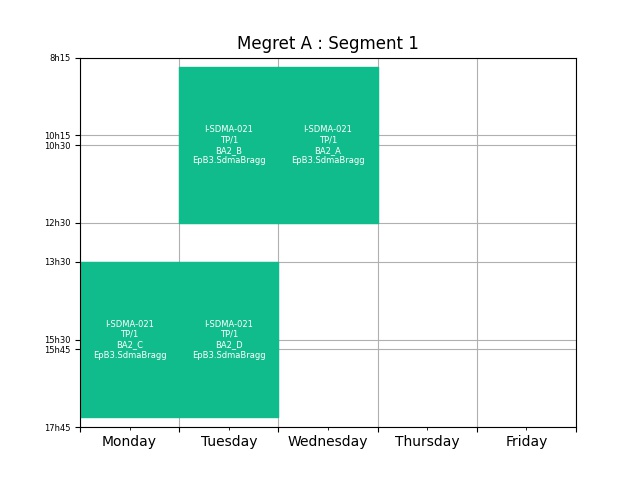 Megret A : Segment 1
8h15
10h15
10h30
12h30
13h30
15h30
15h45
17h45
I-SDMA-021
TP/1
BA2_B
EpB3.SdmaBragg
I-SDMA-021
TP/1
BA2_A
EpB3.SdmaBragg
I-SDMA-021
TP/1
BA2_C
EpB3.SdmaBragg
I-SDMA-021
TP/1
BA2_D
EpB3.SdmaBragg
Monday
Tuesday
Wednesday
Thursday
Friday